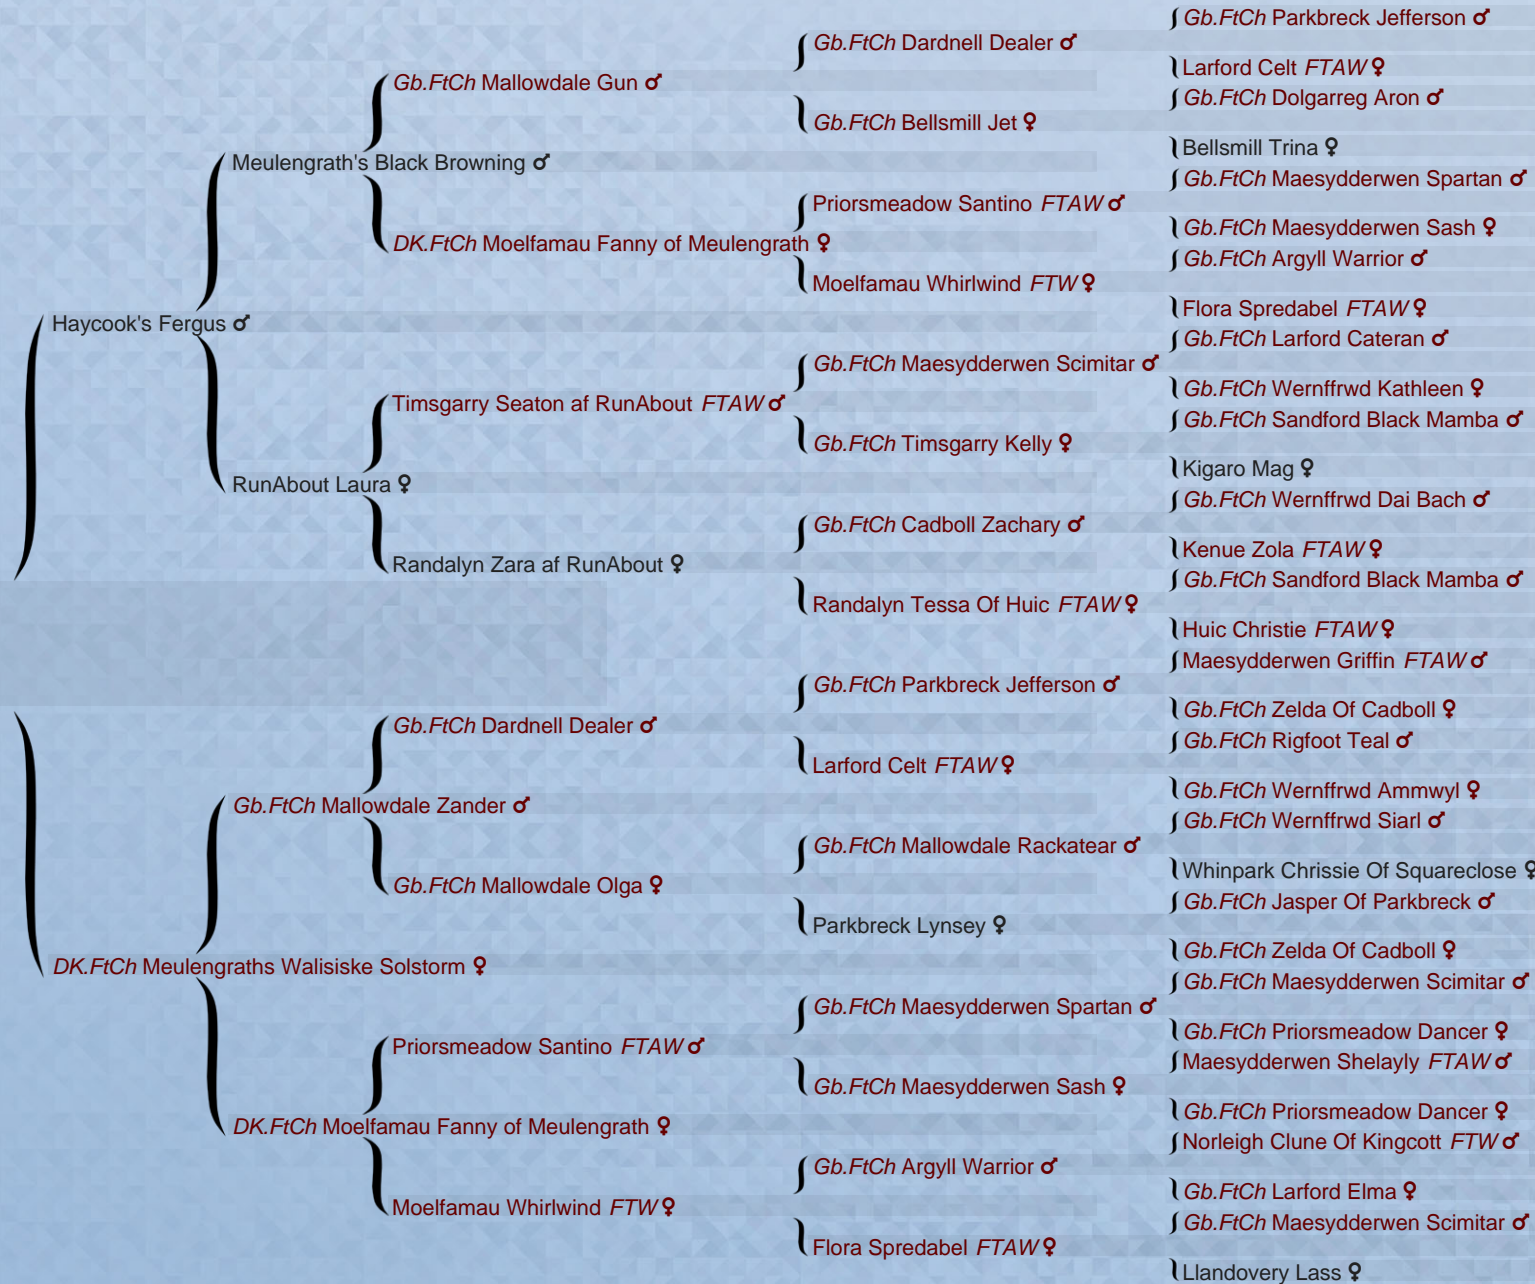 Gb.FtCh Parkbreck Jefferson ♂
Gb.FtCh Dardnell Dealer ♂
Larford Celt FTAW ♀
Gb.FtCh Mallowdale Gun ♂
Gb.FtCh Dolgarreg Aron ♂
Gb.FtCh Bellsmill Jet ♀
Bellsmill Trina ♀
Meulengrath's Black Browning ♂
Gb.FtCh Maesydderwen Spartan ♂
Priorsmeadow Santino FTAW ♂
Gb.FtCh Maesydderwen Sash ♀
DK.FtCh Moelfamau Fanny of Meulengrath ♀
Gb.FtCh Argyll Warrior ♂
Moelfamau Whirlwind FTW ♀
Flora Spredabel FTAW ♀
Haycook's Fergus ♂
Gb.FtCh Larford Cateran ♂
Gb.FtCh Maesydderwen Scimitar ♂
Gb.FtCh Wernffrwd Kathleen ♀
Timsgarry Seaton af RunAbout FTAW ♂
Gb.FtCh Sandford Black Mamba ♂
Gb.FtCh Timsgarry Kelly ♀
Kigaro Mag ♀
RunAbout Laura ♀
Gb.FtCh Wernffrwd Dai Bach ♂
Gb.FtCh Cadboll Zachary ♂
Kenue Zola FTAW ♀
Randalyn Zara af RunAbout ♀
Gb.FtCh Sandford Black Mamba ♂
Randalyn Tessa Of Huic FTAW ♀
Huic Christie FTAW ♀
Maesydderwen Griffin FTAW ♂
Gb.FtCh Parkbreck Jefferson ♂
Gb.FtCh Zelda Of Cadboll ♀
Gb.FtCh Dardnell Dealer ♂
Gb.FtCh Rigfoot Teal ♂
Larford Celt FTAW ♀
Gb.FtCh Wernffrwd Ammwyl ♀
Gb.FtCh Mallowdale Zander ♂
Gb.FtCh Wernffrwd Siarl ♂
Gb.FtCh Mallowdale Rackatear ♂
Whinpark Chrissie Of Squareclose ♀
Gb.FtCh Mallowdale Olga ♀
Gb.FtCh Jasper Of Parkbreck ♂
Parkbreck Lynsey ♀
Gb.FtCh Zelda Of Cadboll ♀
DK.FtCh Meulengraths Walisiske Solstorm ♀
Gb.FtCh Maesydderwen Scimitar ♂
Gb.FtCh Maesydderwen Spartan ♂
Gb.FtCh Priorsmeadow Dancer ♀
Priorsmeadow Santino FTAW ♂
Maesydderwen Shelayly FTAW ♂
Gb.FtCh Maesydderwen Sash ♀
Gb.FtCh Priorsmeadow Dancer ♀
DK.FtCh Moelfamau Fanny of Meulengrath ♀
Norleigh Clune Of Kingcott FTW ♂
Gb.FtCh Argyll Warrior ♂
Gb.FtCh Larford Elma ♀
Moelfamau Whirlwind FTW ♀
Gb.FtCh Maesydderwen Scimitar ♂
Flora Spredabel FTAW ♀
Llandovery Lass ♀